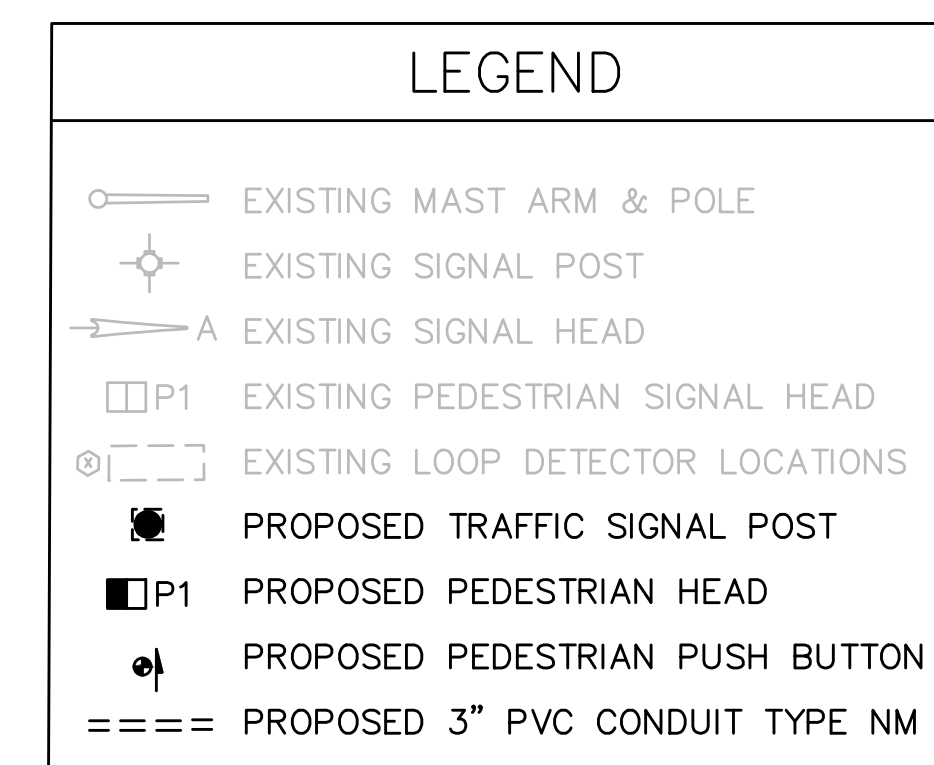 LEGEND
EXISTING MAST ARM & POLE
EXISTING SIGNAL POST
A EXISTING SIGNAL HEAD
P1 EXISTING PEDESTRIAN SIGNAL HEAD
X EXISTING LOOP DETECTOR LOCATIONS
PROPOSED TRAFFIC SIGNAL POST
P1 PROPOSED PEDESTRIAN HEAD
PROPOSED PEDESTRIAN PUSH BUTTON
PROPOSED 3” PVC CONDUIT TYPE NM